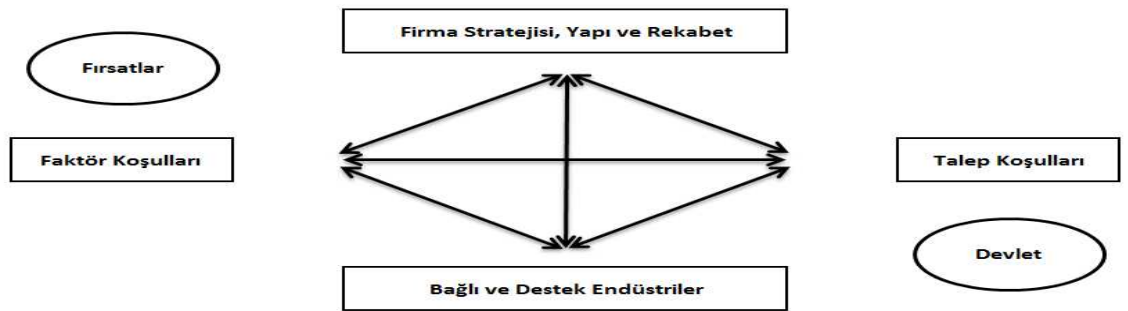 Firma Stratejisi, Yapı ve Rekabet
Fırsatlar
Faktör Koşulları
Talep Koşulları
Devlet
Bağlı ve Destek Endüstriler